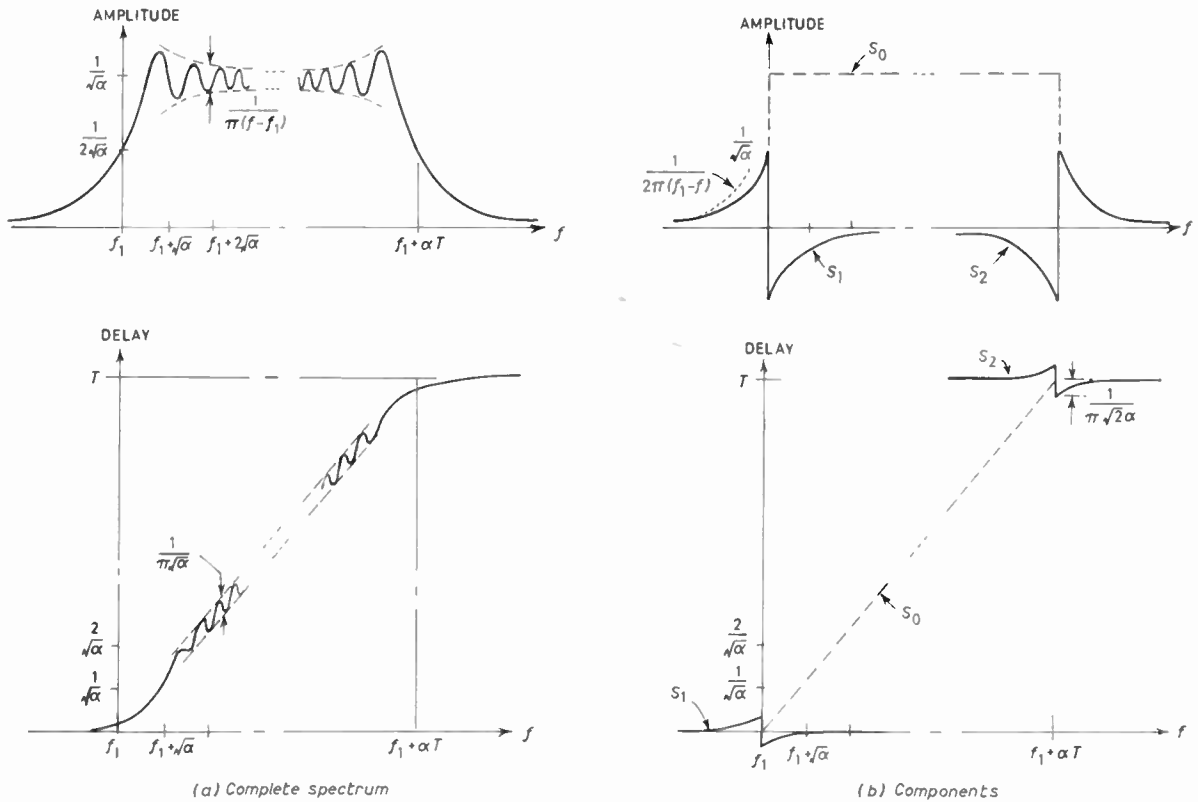 AMPLITUDE
1/√α
1/2√α
1/π(f−f₁)
f₁
f₁+√α
f₁+2√α
f₁+αT
f
AMPLITUDE
S₀
1/√α
1/2π(f₁−f)
S₁
S₂
f
DELAY
T
1/π√α
2/√α
1/√α
f₁
f₁+√α
f₁+αT
f
DELAY
T
S₂
1/π√2α
S₀
2/√α
1/√α
S₁
f₁
f₁+√α
f₁+αT
f
(a) Complete spectrum
(b) Components